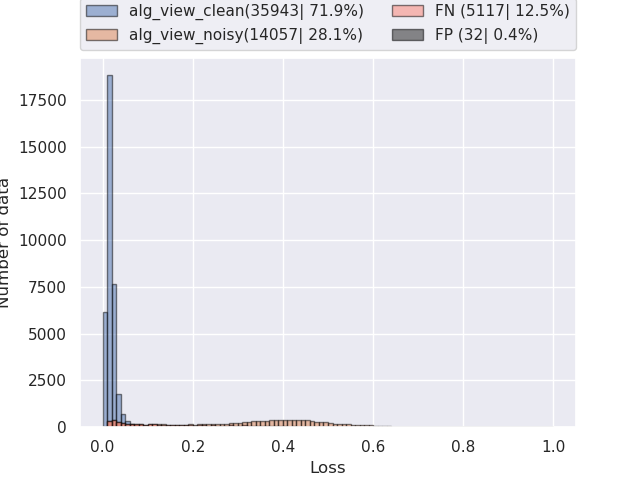 alg_view_clean(35943| 71.9%)
FN (5117| 12.5%)
alg_view_noisy(14057| 28.1%)
FP (32| 0.4%)
Number of data
17500
15000
12500
10000
7500
5000
2500
0
0.0 0.2 0.4 0.6 0.8 1.0
Loss